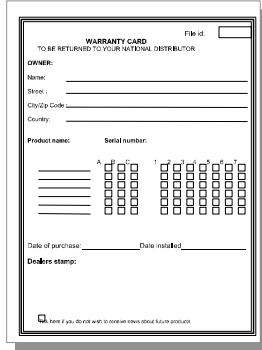 File id:
WARRANTY CARD
TO BE RETURNED TO YOUR NATIONAL DISTRIBUTOR
OWNER:
Name:
Street :
City/Zip Code :
Country:
Product name: Serial number:
A B C 1 2 3 4 5 6 7
Date of purchase: Date installed
Dealers stamp:
Tick here if you do not wish to receive news about future products